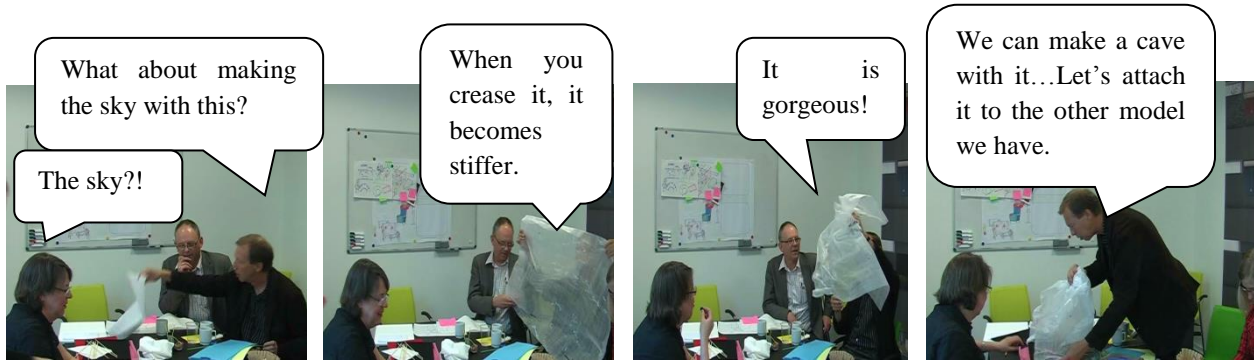 What about making
the sky with this?
The sky?!
When you
crease it, it
becomes
stiffer.
It is
gorgeous!
We can make a cave
with it…Let’s attach
it to the other model
we have.